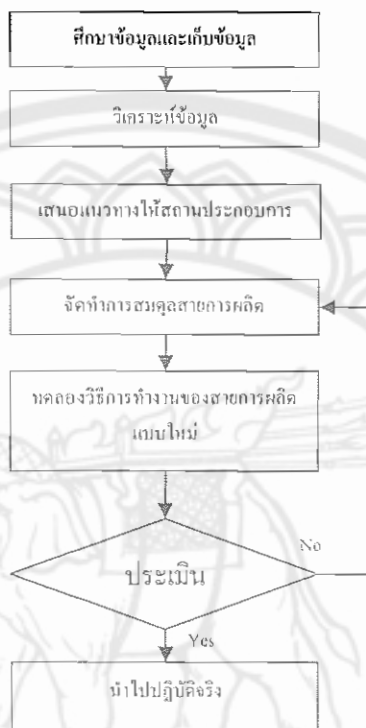 ศึกษาข้อมูลและเก็บข้อมูล
วิเคราะห์ข้อมูล
เสนอแนวทางให้สถานประกอบการ
จัดทำการสมดุลสายการผลิต
ทดลองวิธีการทำงานของสายการผลิต
แบบใหม่
ประเมิน
No
Yes
นำไปปฏิบัติจริง